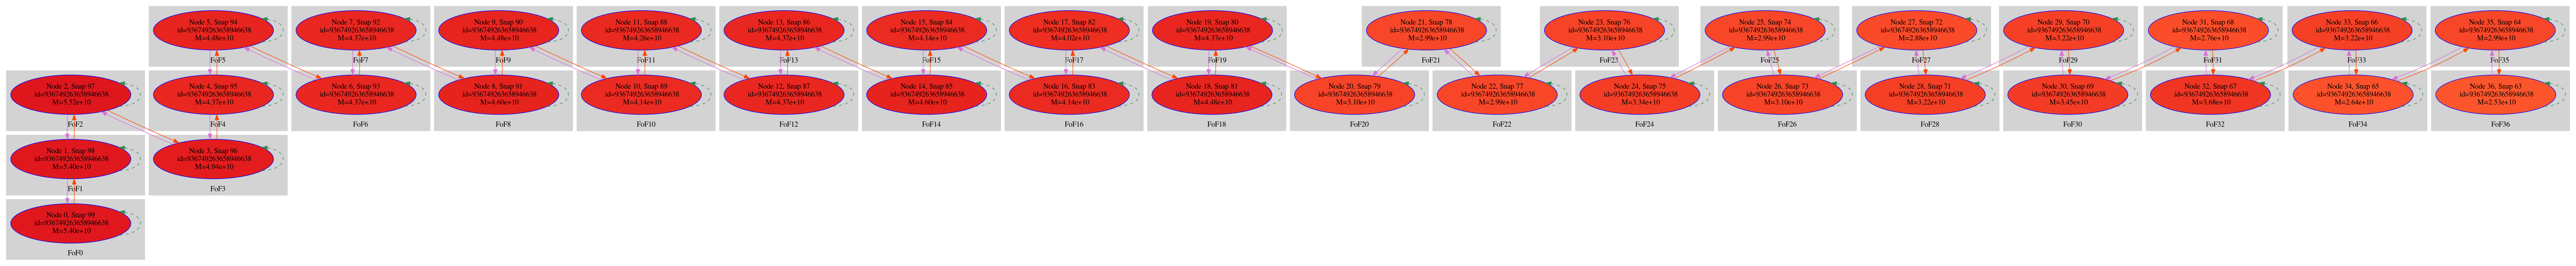 Node 5, Snap 94
id=936749263658946638
M=4.48e+10
FoF5
Node 7, Snap 92
id=936749263658946638
M=4.37e+10
FoF7
Node 9, Snap 90
id=936749263658946638
M=4.48e+10
FoF9
Node 11, Snap 88
id=936749263658946638
M=4.26e+10
FoF11
Node 13, Snap 86
id=936749263658946638
M=4.37e+10
FoF13
Node 15, Snap 84
id=936749263658946638
M=4.14e+10
FoF15
Node 17, Snap 82
id=936749263658946638
M=4.02e+10
FoF17
Node 19, Snap 80
id=936749263658946638
M=4.37e+10
FoF19
Node 21, Snap 78
id=936749263658946638
M=2.99e+10
FoF21
Node 23, Snap 76
id=936749263658946638
M=3.10e+10
FoF23
Node 25, Snap 74
id=936749263658946638
M=2.99e+10
FoF25
Node 27, Snap 72
id=936749263658946638
M=2.88e+10
FoF27
Node 29, Snap 70
id=936749263658946638
M=3.22e+10
FoF29
Node 31, Snap 68
id=936749263658946638
M=2.76e+10
FoF31
Node 33, Snap 66
id=936749263658946638
M=3.22e+10
FoF33
Node 35, Snap 64
id=936749263658946638
M=2.99e+10
FoF35
Node 2, Snap 97
id=936749263658946638
M=5.52e+10
FoF2
Node 4, Snap 95
id=936749263658946638
M=4.37e+10
FoF4
Node 6, Snap 93
id=936749263658946638
M=4.37e+10
FoF6
Node 8, Snap 91
id=936749263658946638
M=4.60e+10
FoF8
Node 10, Snap 89
id=936749263658946638
M=4.14e+10
FoF10
Node 12, Snap 87
id=936749263658946638
M=4.37e+10
FoF12
Node 14, Snap 85
id=936749263658946638
M=4.60e+10
FoF14
Node 16, Snap 83
id=936749263658946638
M=4.14e+10
FoF16
Node 18, Snap 81
id=936749263658946638
M=4.48e+10
FoF18
Node 20, Snap 79
id=936749263658946638
M=3.10e+10
FoF20
Node 22, Snap 77
id=936749263658946638
M=2.99e+10
FoF22
Node 24, Snap 75
id=936749263658946638
M=3.34e+10
FoF24
Node 26, Snap 73
id=936749263658946638
M=3.10e+10
FoF26
Node 28, Snap 71
id=936749263658946638
M=3.22e+10
FoF28
Node 30, Snap 69
id=936749263658946638
M=3.45e+10
FoF30
Node 32, Snap 67
id=936749263658946638
M=3.68e+10
FoF32
Node 34, Snap 65
id=936749263658946638
M=2.64e+10
FoF34
Node 36, Snap 63
id=936749263658946638
M=2.53e+10
FoF36
Node 1, Snap 98
id=936749263658946638
M=5.40e+10
FoF1
Node 3, Snap 96
id=936749263658946638
M=4.94e+10
FoF3
Node 0, Snap 99
id=936749263658946638
M=5.40e+10
FoF0